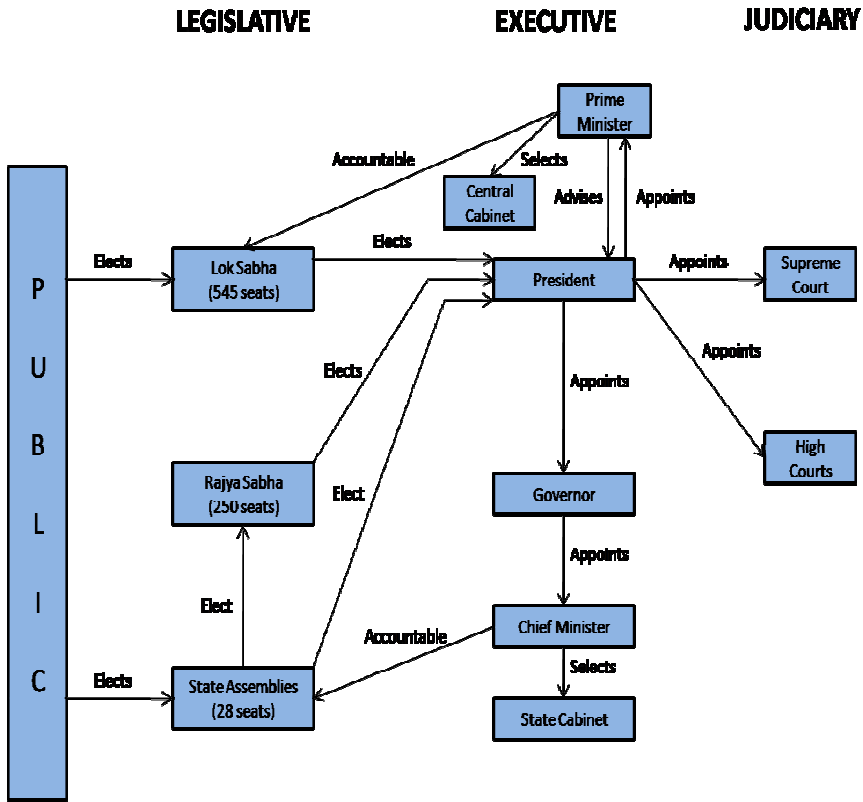 LEGISLATIVE
EXECUTIVE
JUDICIARY
Prime
Minister
Accountable
Selects
Central
Cabinet
Advises
Appoints
Elects
Lok Sabha
(545 seats)
Elects
President
Appoints
Supreme
Court
P
U
B
L
I
C
Elects
Appoints
Appoints
High
Courts
Rajya Sabha
(250 seats)
Elect
Governor
Elect
Appoints
Accountable
Chief Minister
Elects
State Assemblies
(28 seats)
Selects
State Cabinet